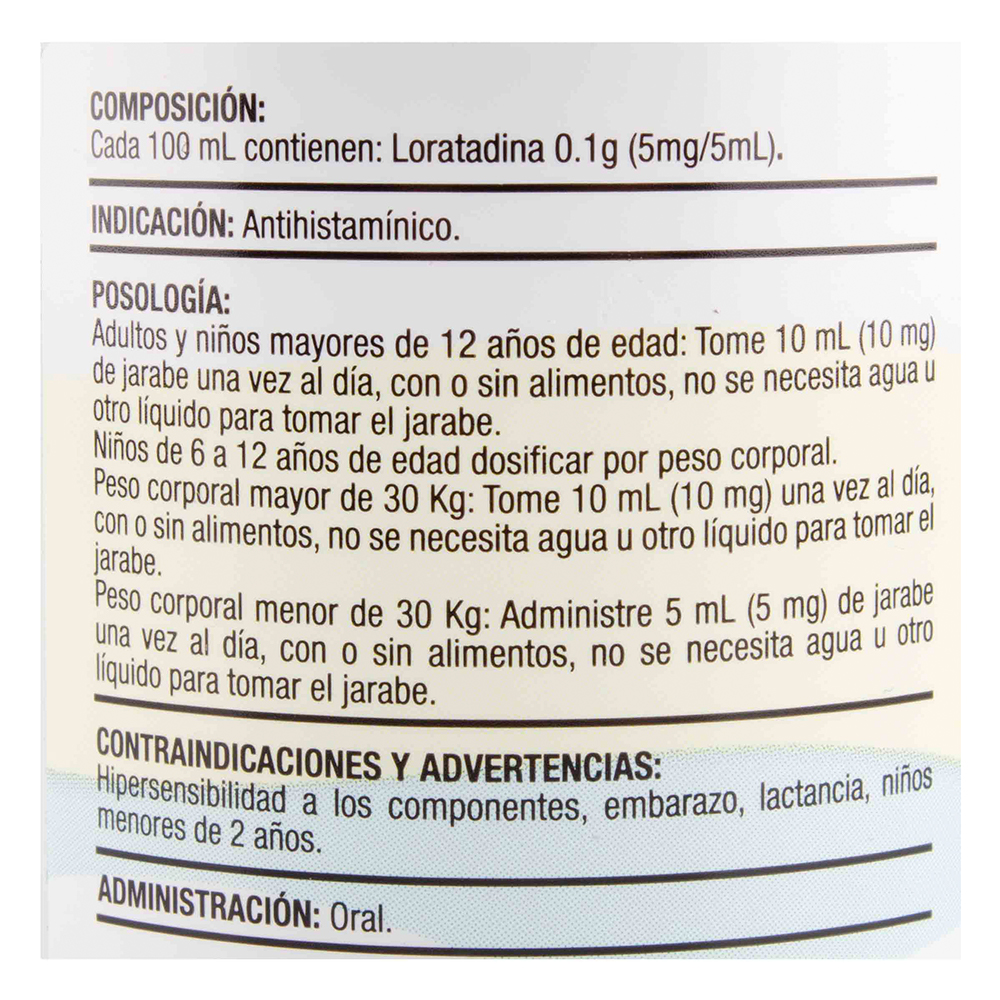 COMPOSICIÓN:
Cada 100 mL contienen: Loratadina 0.1g (5mg/5mL).
INDICACIÓN: Antihistamínico.
POSOLOGÍA:
Adultos y niños mayores de 12 años de edad: Tome 10 mL (10 mg)
de jarabe una vez al día, con o sin alimentos, no se necesita agua u
otro líquido para tomar el jarabe.
Niños de 6 a 12 años de edad dosificar por peso corporal.
Peso corporal mayor de 30 Kg: Tome 10 mL (10 mg) una vez al día,
con o sin alimentos, no se necesita agua u otro líquido para tomar el
jarabe.
Peso corporal menor de 30 Kg: Administre 5 mL (5 mg) de jarabe
una vez al día, con o sin alimentos, no se necesita agua u otro
líquido para tomar el jarabe.
CONTRAINDICACIONES Y ADVERTENCIAS:
Hipersensibilidad a los componentes, embarazo, lactancia, niños
menores de 2 años.
ADMINISTRACIÓN: Oral.